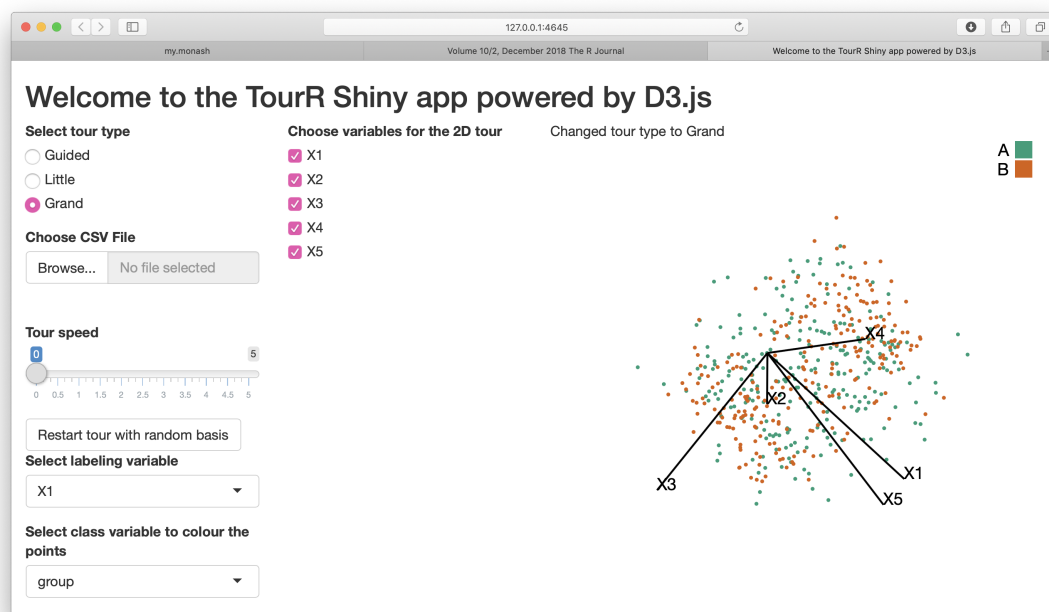 127.0.0.1:4645
my.monash
Volume 10/2, December 2018 The R Journal
Welcome to the TourR Shiny app powered by D3.js
Welcome to the TourR Shiny app powered by D3.js
Select tour type
Guided
Little
Grand
Choose CSV File
Browse... No file selected
Tour speed
0 5
0 0.5 1 1.5 2 2.5 3 3.5 4 4.5 5
Restart tour with random basis
Select labeling variable
X1
Select class variable to colour the
points
group
Choose variables for the 2D tour
X1
X2
X3
X4
X5
Changed tour type to Grand
A
B
X4
X2
X1
X3
X5